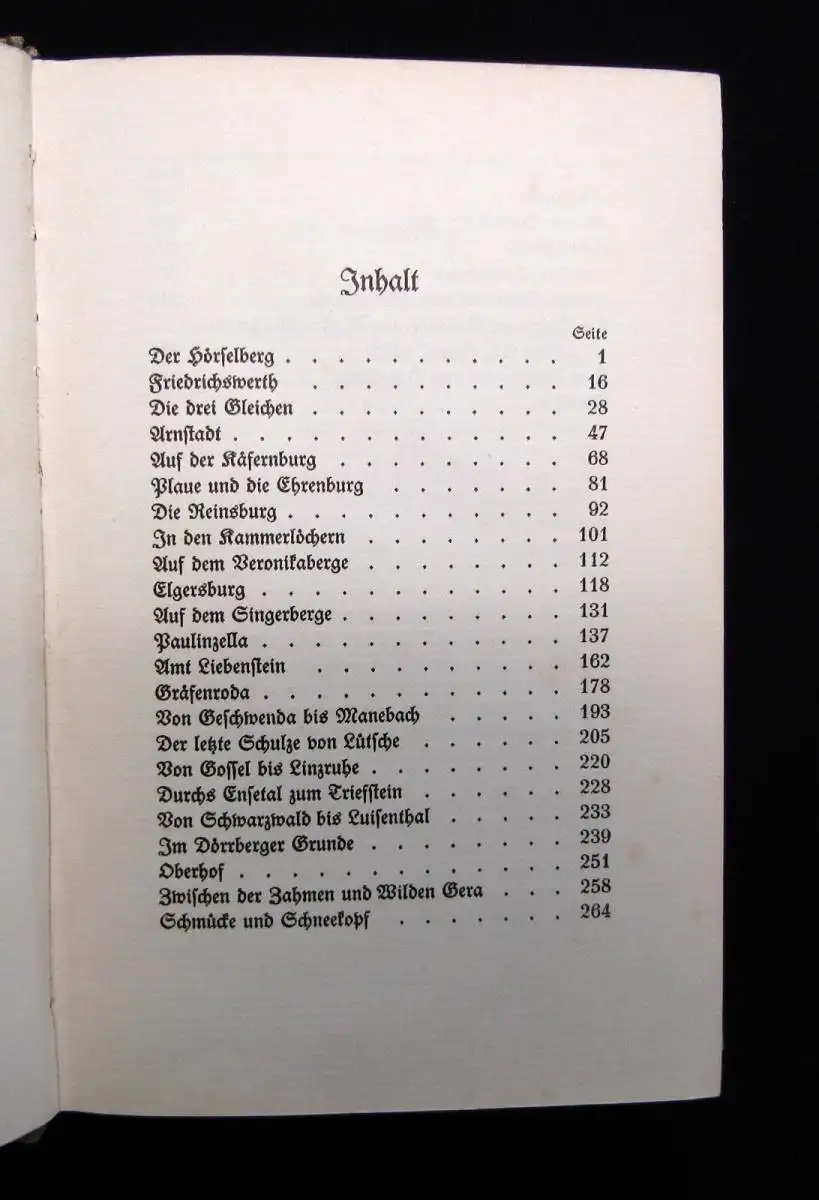 Inhalt
Seite
Der Hörselberg . . . . . . . . . . . 1
Friedrichswerth . . . . . . . . . . 16
Die drei Gleichen . . . . . . . . . . 28
Arnstadt . . . . . . . . . . . . . 47
Auf der Käfernburg . . . . . . . . . 68
Plaue und die Ehrenburg . . . . . . . 81
Die Reinsburg . . . . . . . . . . . 92
In den Kammerlöchern . . . . . . . . 101
Auf dem Veronikaberge . . . . . . . . 112
Elgersburg . . . . . . . . . . . . 118
Auf dem Singerberge . . . . . . . . . 131
Paulinzella . . . . . . . . . . . . 137
Amt Liebenstein . . . . . . . . . . 162
Gräfenroda . . . . . . . . . . . . 178
Von Geschwenda bis Manebach . . . . . 193
Der letzte Schulze von Lütsche . . . . . . 205
Von Gossel bis Linzruhe . . . . . . . . 220
Durchs Ensetal zum Triefstein . . . . . . 228
Von Schwarzwald bis Luisenthal . . . . . 233
Im Dörrberger Grunde . . . . . . . . 239
Oberhof . . . . . . . . . . . . . 251
Zwischen der Zahmen und Wilden Gera . . . 258
Schmücke und Schneekopf . . . . . . . 264